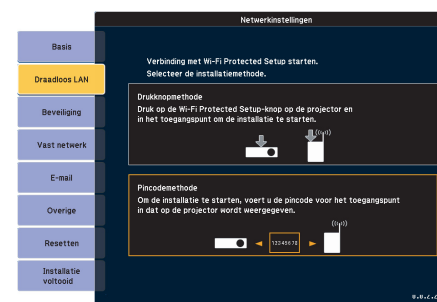 Netwerkinstellingen
Basis
Draadloos LAN
Beveiliging
Vast netwerk
E-mail
Overige
Resetten
Installatie
voltooid
Verbinding met Wi-Fi Protected Setup starten.
Selecteer de installatiemethode.
Drukknopmethode
Druk op de Wi-Fi Protected Setup-knop op de projector en
in het toegangspunt om de installatie te starten.
Pincodemethode
Om de installatie te starten, voert u de pincode voor het toegangspunt
in dat op de projector wordt weergegeven.
12345678